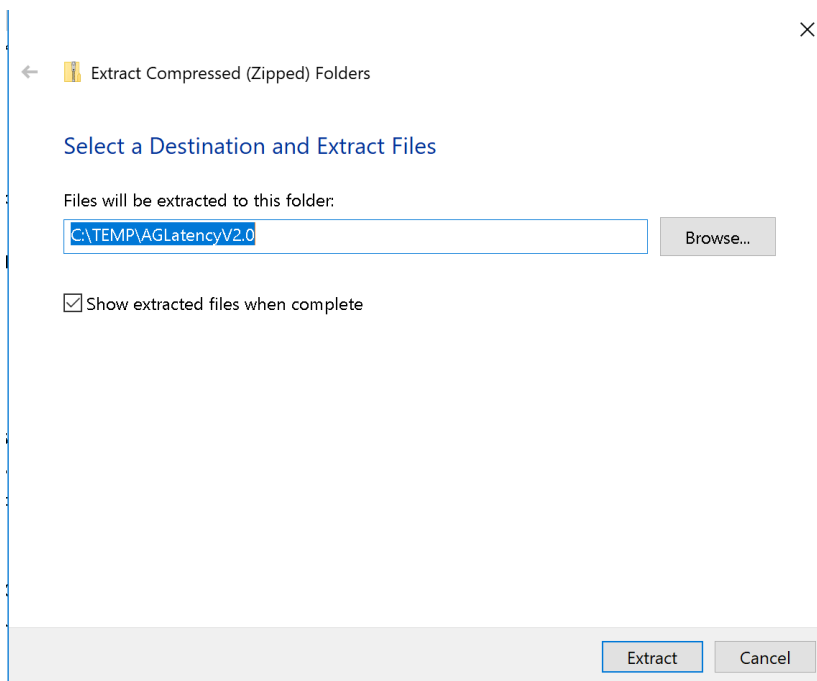 Extract Compressed (Zipped) Folders
Select a Destination and Extract Files
Files will be extracted to this folder:
C:\TEMP\AGLatencyV2.0
Browse...
Show extracted files when complete
Extract
Cancel